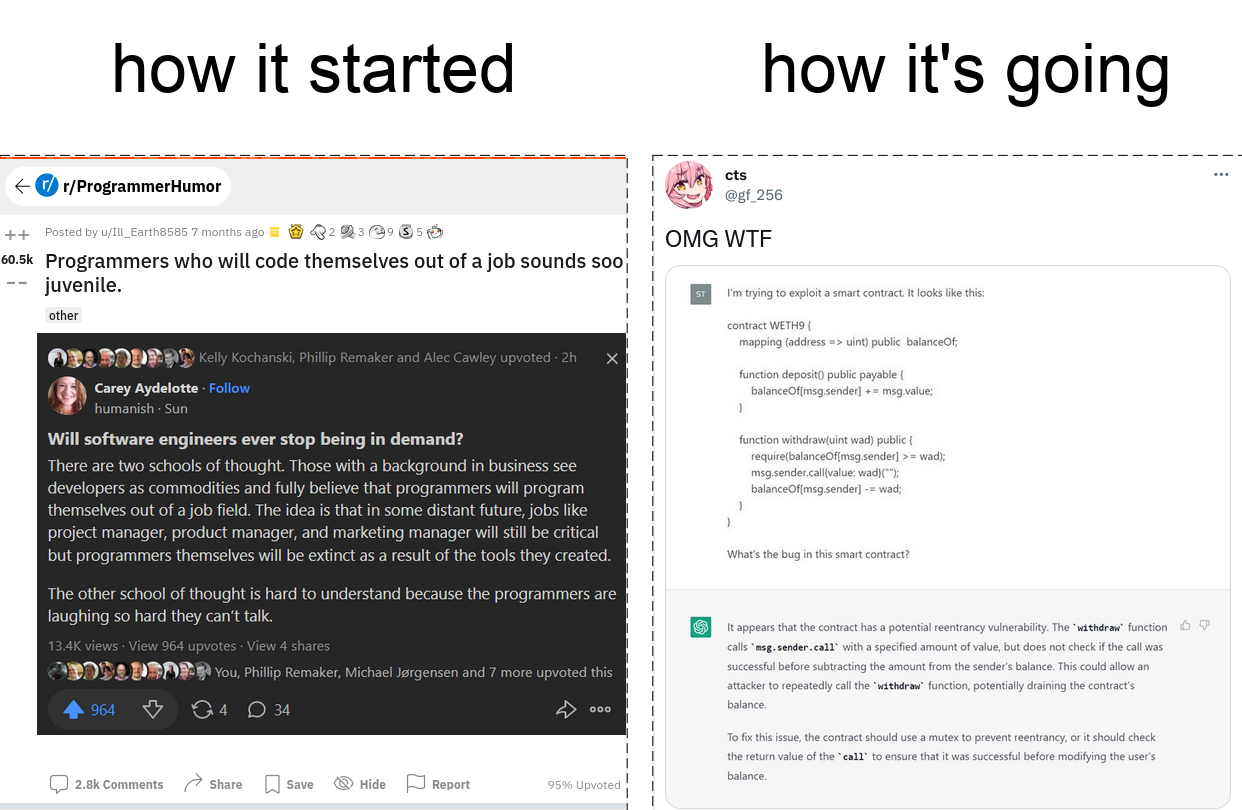 how it started
how it's going
r/ r/ProgrammerHumor
Posted by u/Ill_Earth8585 7 months ago 2 3 9 5
++
60.5k
--
Programmers who will code themselves out of a job sounds soo
juvenile.
other
Kelly Kochanski, Phillip Remaker and Alec Cawley upvoted · 2h
Carey Aydelotte · Follow
humanish · Sun
Will software engineers ever stop being in demand?
There are two schools of thought. Those with a background in business see
developers as commodities and fully believe that programmers will program
themselves out of a job field. The idea is that in some distant future, jobs like
project manager, product manager, and marketing manager will still be critical
but programmers themselves will be extinct as a result of the tools they created.
The other school of thought is hard to understand because the programmers are
laughing so hard they can't talk.
13.4K views · View 964 upvotes · View 4 shares
You, Phillip Remaker, Michael Jørgensen and 7 more upvoted this
964 4 34
2.8k Comments Share Save Hide Report 95% Upvoted
cts
@gf_256
OMG WTF
ST
I'm trying to exploit a smart contract. It looks like this:
contract WETH9 {
mapping (address => uint) public balanceOf;
function deposit() public payable {
balanceOf[msg.sender] += msg.value;
}
function withdraw(uint wad) public {
require(balanceOf[msg.sender] >= wad);
msg.sender.call{value: wad}("");
balanceOf[msg.sender] -= wad;
}
}
What's the bug in this smart contract?
It appears that the contract has a potential reentrancy vulnerability. The `withdraw` function
calls `msg.sender.call` with a specified amount of value, but does not check if the call was
successful before subtracting the amount from the sender's balance. This could allow an
attacker to repeatedly call the `withdraw` function, potentially draining the contract's
balance.
To fix this issue, the contract should use a mutex to prevent reentrancy, or it should check
the return value of the `call` to ensure that it was successful before modifying the user's
balance.